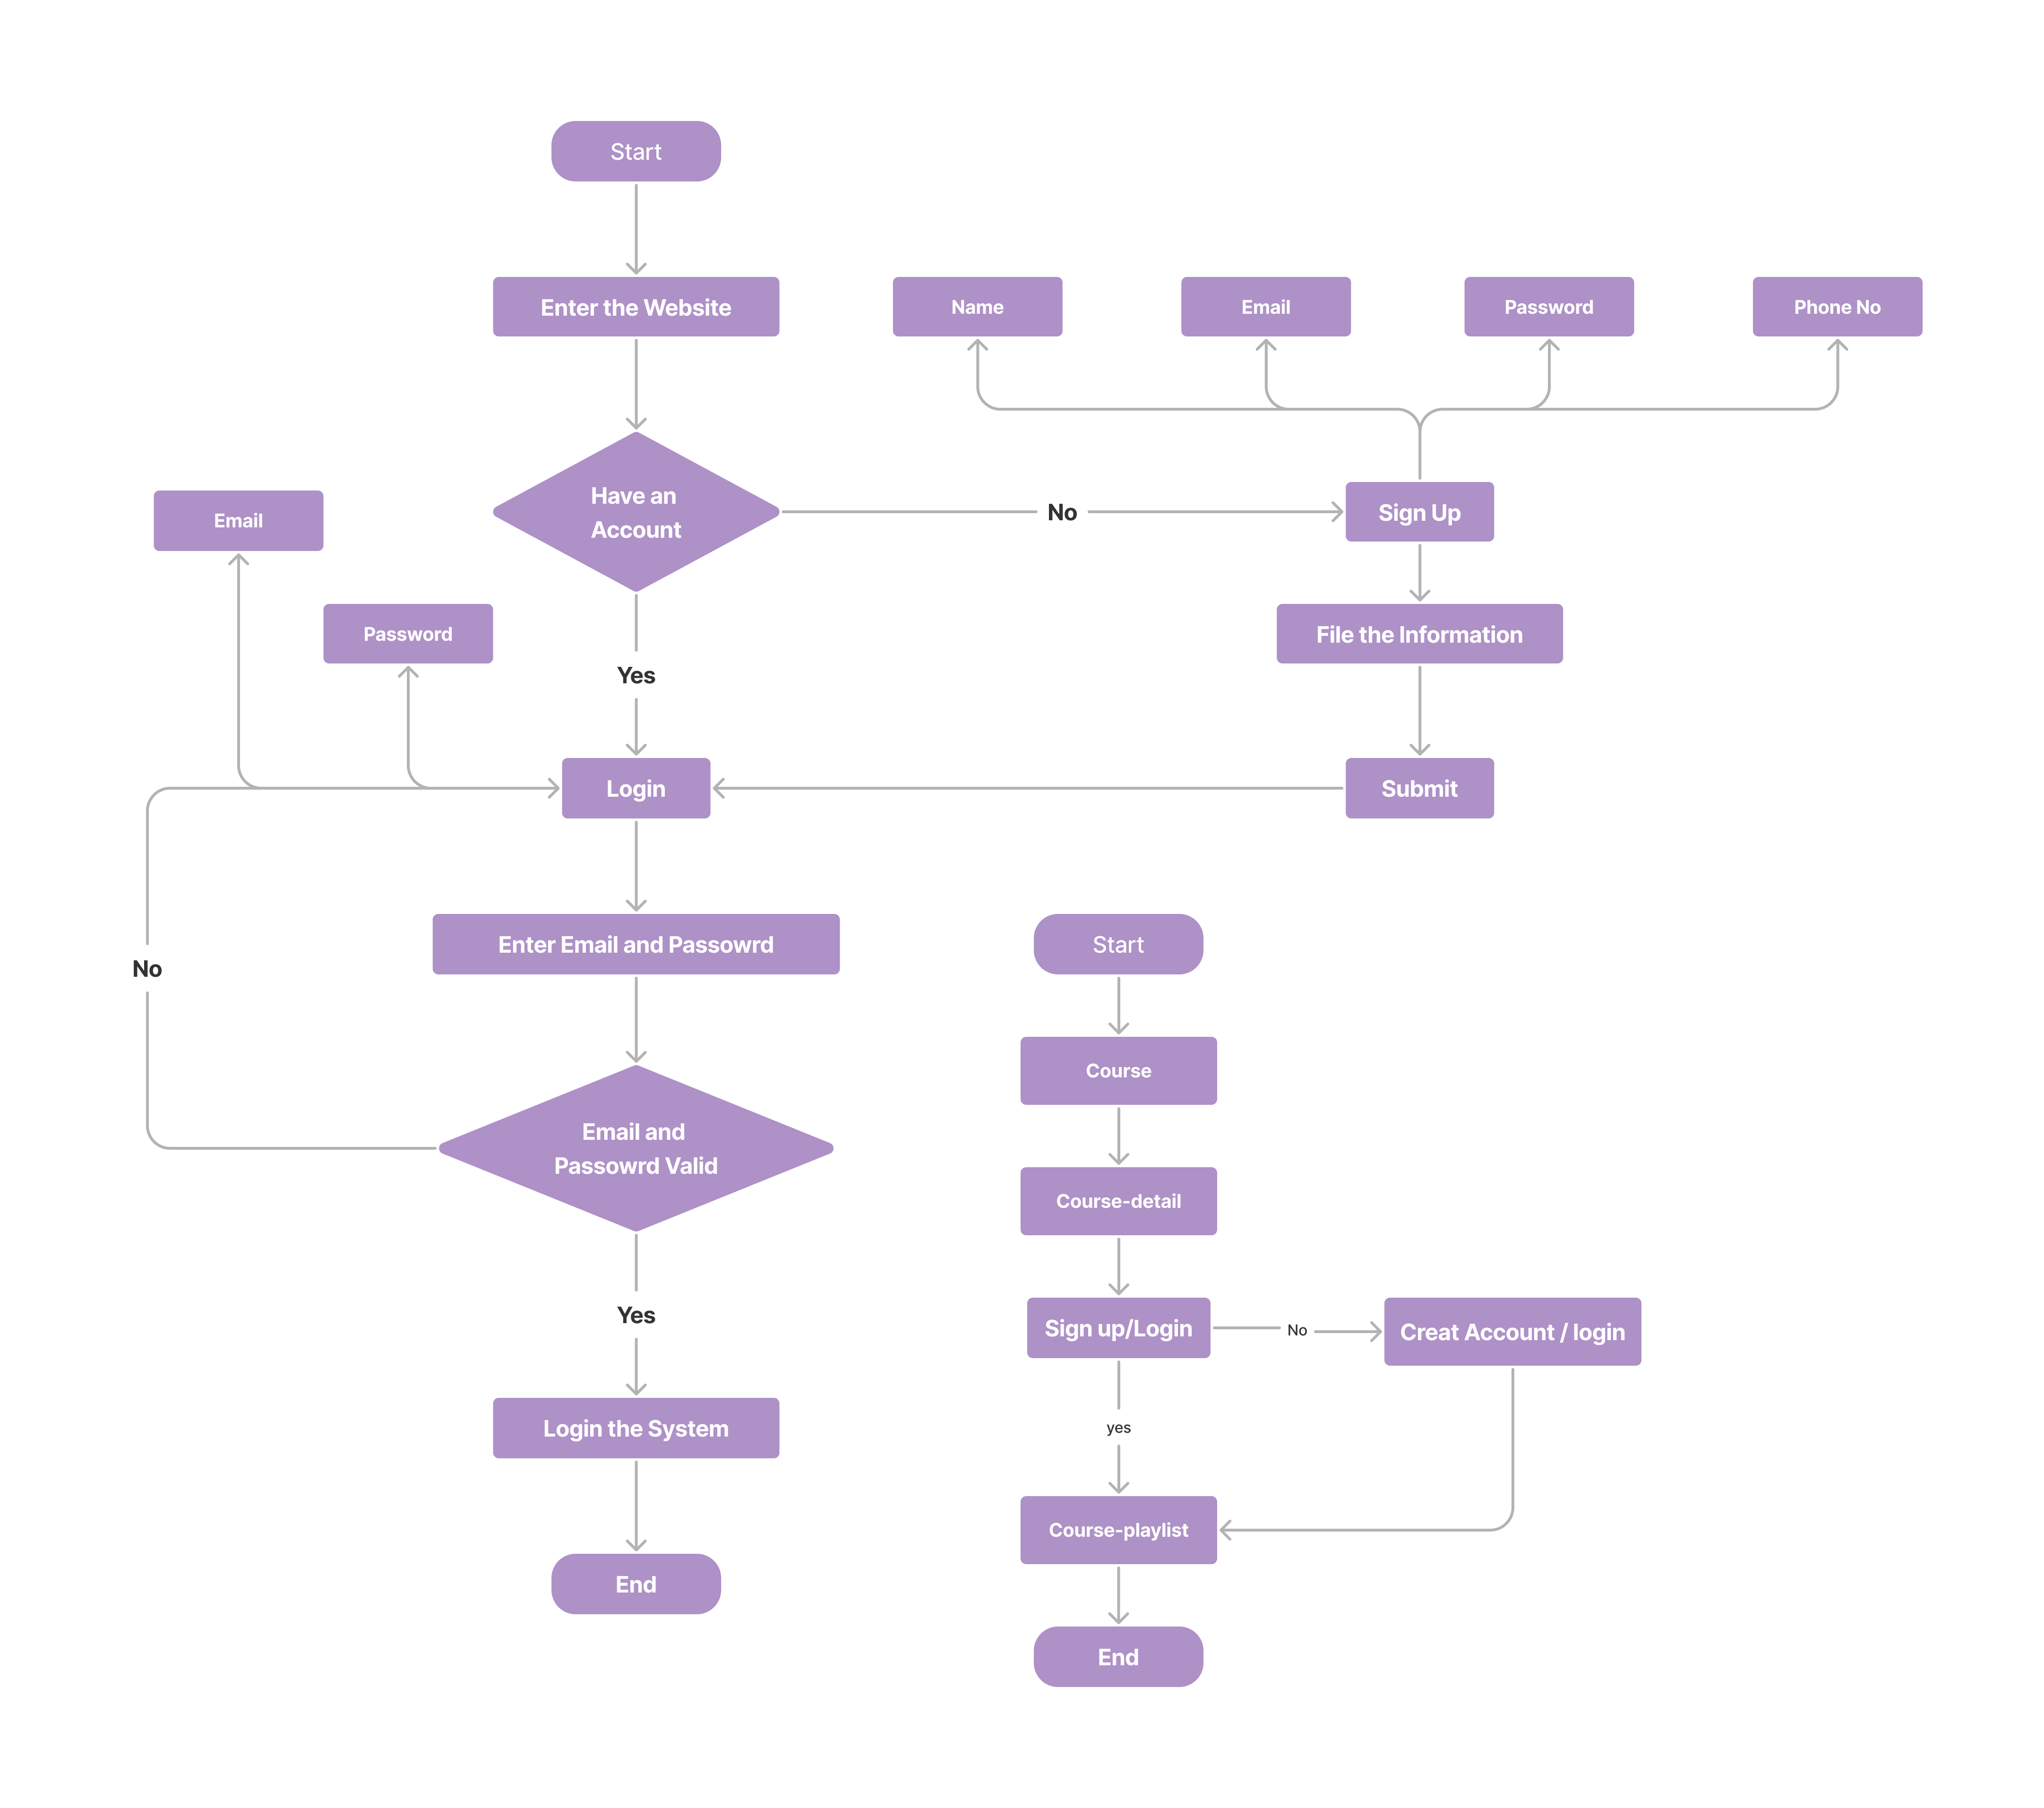 Start
Enter the Website
Name
Email
Password
Phone No
Have an
Account
No
Sign Up
Email
Password
File the Information
Yes
Login
Submit
Enter Email and Passowrd
No
Email and
Passowrd Valid
Yes
Login the System
End
Start
Course
Course-detail
Sign up/Login
No
Creat Account / login
yes
Course-playlist
End